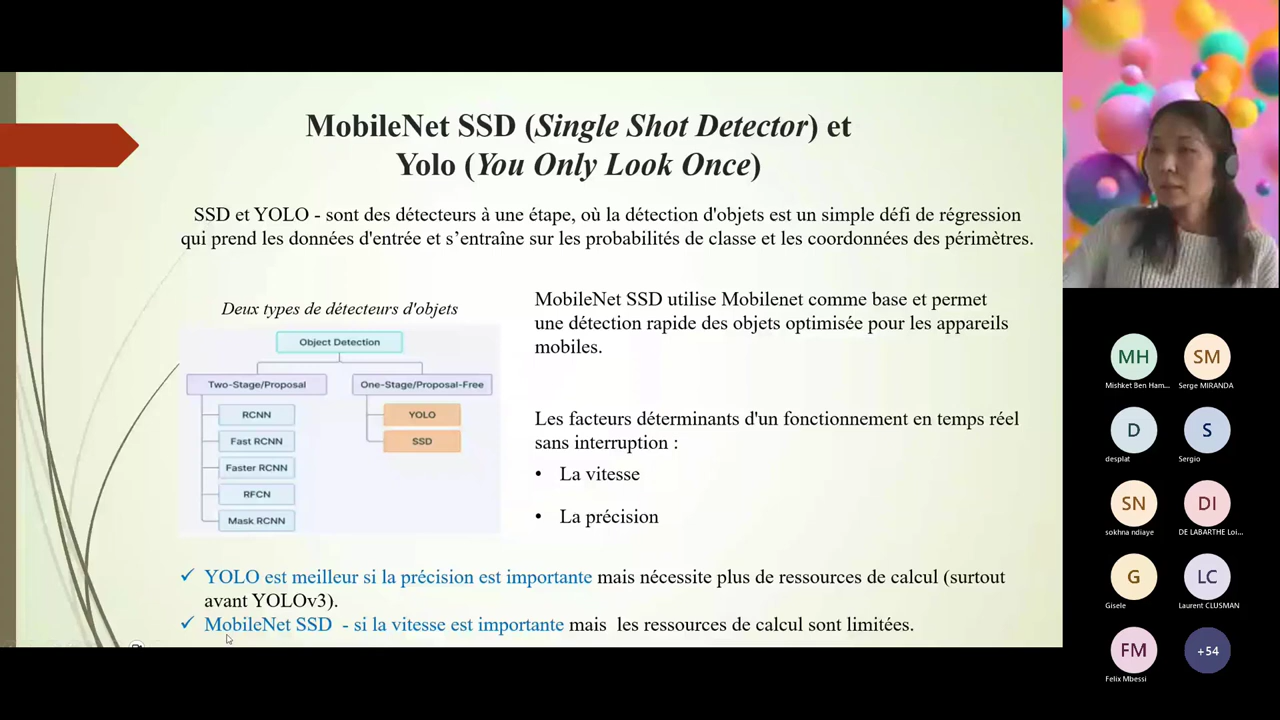 MobileNet SSD (Single Shot Detector) et
Yolo (You Only Look Once)
SSD et YOLO - sont des détecteurs à une étape, où la détection d'objets est un simple défi de régression
qui prend les données d'entrée et s’entraîne sur les probabilités de classe et les coordonnées des périmètres.
Deux types de détecteurs d'objets
Object Detection
Two-Stage/Proposal
One-Stage/Proposal-Free
RCNN
Fast RCNN
Faster RCNN
RFCN
Mask RCNN
YOLO
SSD
MobileNet SSD utilise Mobilenet comme base et permet
une détection rapide des objets optimisée pour les appareils
mobiles.
Les facteurs déterminants d'un fonctionnement en temps réel
sans interruption :
• La vitesse
• La précision
✓ YOLO est meilleur si la précision est importante mais nécessite plus de ressources de calcul (surtout
avant YOLOv3).
✓ MobileNet SSD - si la vitesse est importante mais les ressources de calcul sont limitées.
MH
Mishket Ben Ham...
SM
Serge MIRANDA
D
desplat
S
Sergio
SN
sokhna ndiaye
DI
DE LABARTHE Loi...
G
Gisele
LC
Laurent CLUSMAN
FM
Felix Mbessi
+54